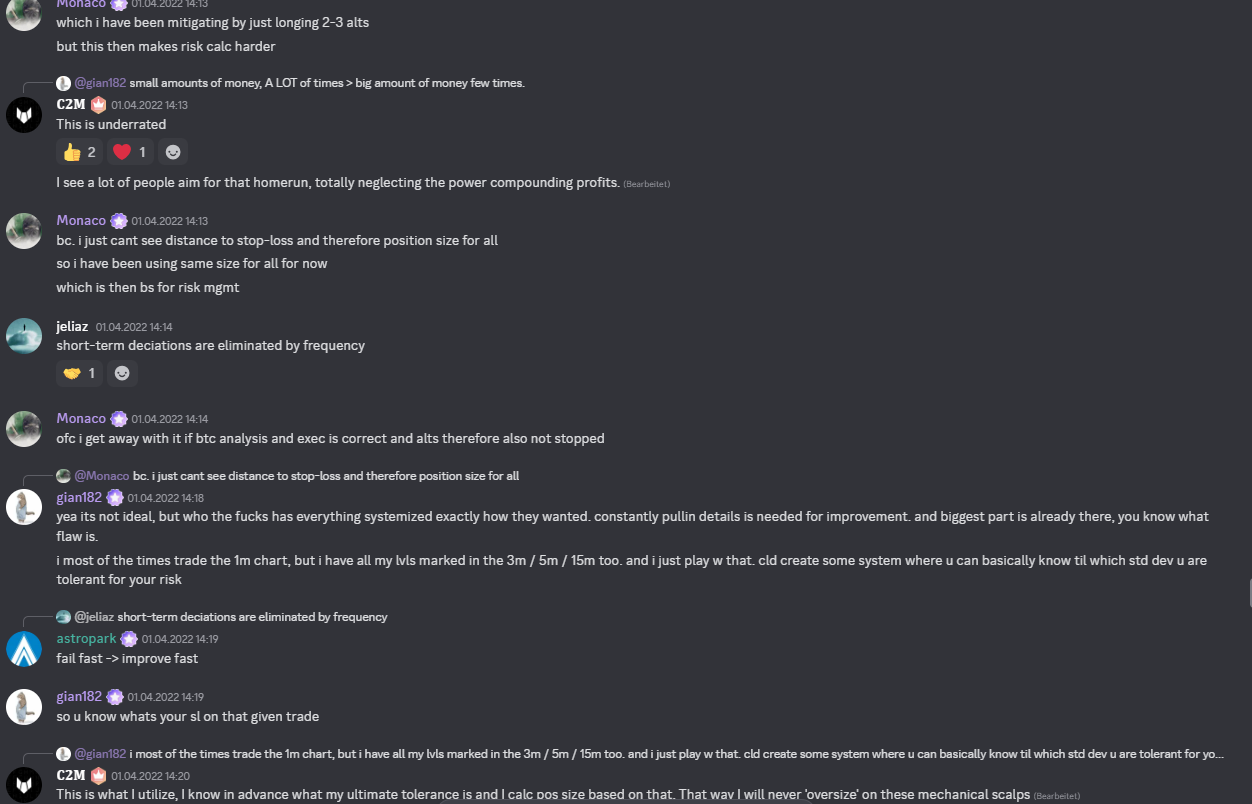 Monaco 01.04.2022 14:13
which i have been mitigating by just longing 2-3 alts
but this then makes risk calc harder
@gian182 small amounts of money, A LOT of times > big amount of money few times.
C2M 01.04.2022 14:13
This is underrated
2 1
I see a lot of people aim for that homerun, totally neglecting the power compounding profits. (Bearbeitet)
Monaco 01.04.2022 14:13
bc. i just cant see distance to stop-loss and therefore position size for all
so i have been using same size for all for now
which is then bs for risk mgmt
jeliaz 01.04.2022 14:14
short-term deciations are eliminated by frequency
1
Monaco 01.04.2022 14:14
ofc i get away with it if btc analysis and exec is correct and alts therefore also not stopped
@Monaco bc. i just cant see distance to stop-loss and therefore position size for all
gian182 01.04.2022 14:18
yea its not ideal, but who the fucks has everything systemized exactly how they wanted. constantly pullin details is needed for improvement. and biggest part is already there, you know what
flaw is.
i most of the times trade the 1m chart, but i have all my lvls marked in the 3m / 5m / 15m too. and i just play w that. cld create some system where u can basically know til which std dev u are
tolerant for your risk
@jeliaz short-term deciations are eliminated by frequency
astropark 01.04.2022 14:19
fail fast -> improve fast
gian182 01.04.2022 14:19
so u know whats your sl on that given trade
@gian182 i most of the times trade the 1m chart, but i have all my lvls marked in the 3m / 5m / 15m too. and i just play w that. cld create some system where u can basically know til which std dev u are tolerant for yo...
C2M 01.04.2022 14:20
This is what I utilize, I know in advance what my ultimate tolerance is and I calc pos size based on that. That way I will never 'oversize' on these mechanical scalps (Bearbeitet)